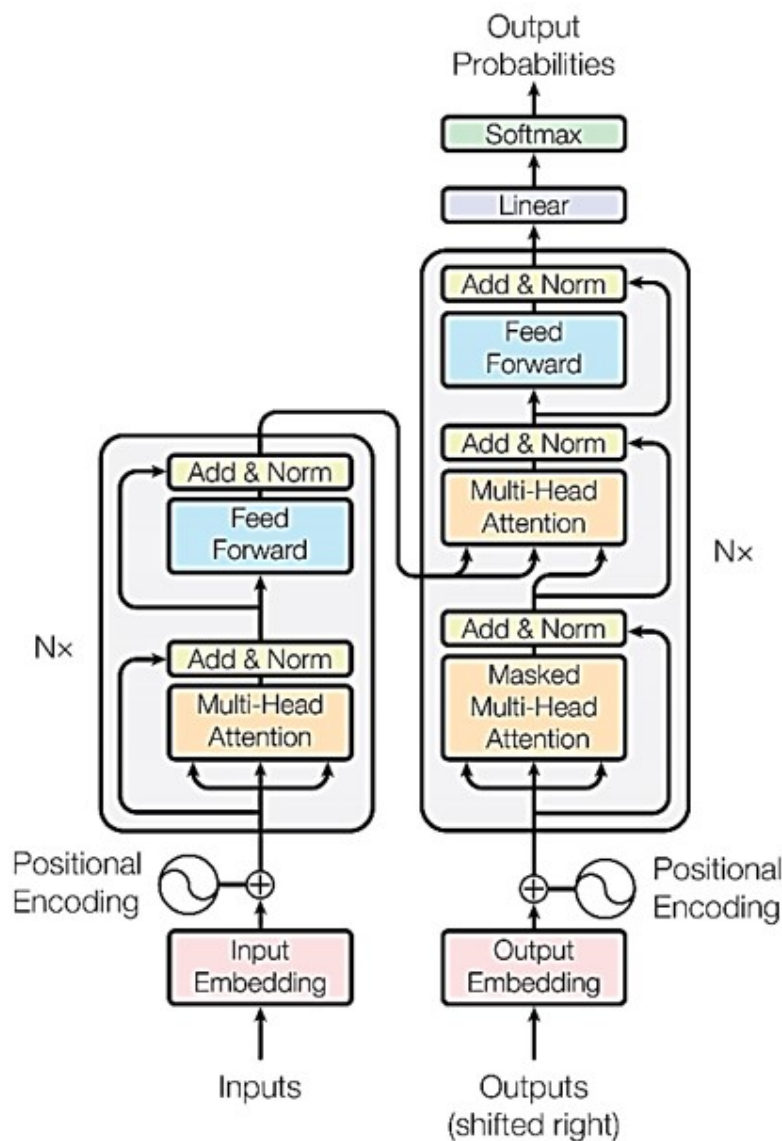 Output
Probabilities
Softmax
Linear
Add & Norm
Feed
Forward
Add & Norm
Multi-Head
Attention
Nx
Add & Norm
Masked
Multi-Head
Attention
Add & Norm
Feed
Forward
Nx
Add & Norm
Multi-Head
Attention
Positional
Encoding
Positional
Encoding
Input
Embedding
Output
Embedding
Inputs
Outputs
(shifted right)